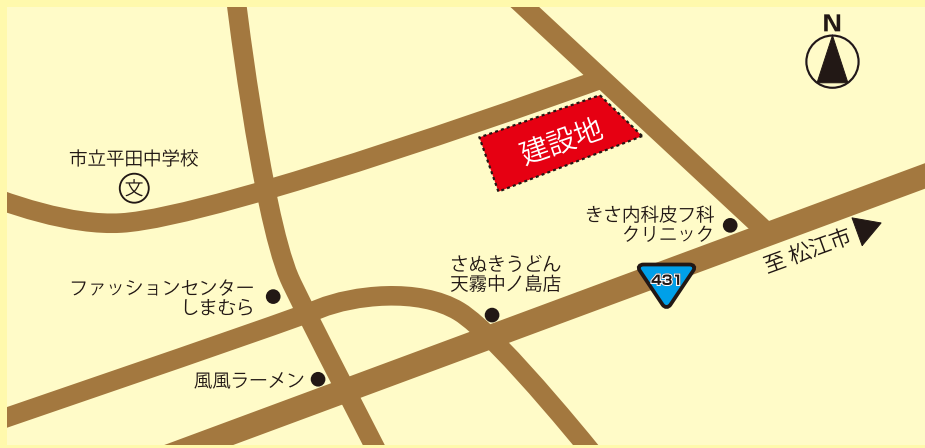 N
建設地
市立平田中学校
文
きさ内科皮フ科
クリニック
至 松江市
さぬきうどん
天霧中ノ島店
431
ファッションセンター
しまむら
風風ラーメン